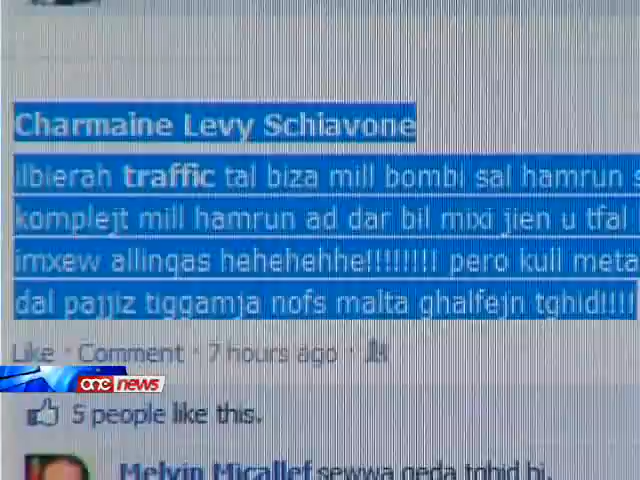 Charmaine Levy Schiavone
ilbierah traffic tal biza mill bombi sal hamrun s
komplejt mill hamrun ad dar bil mixi jien u tfal
imxew allinqas hehehehhe!!!!!!!! pero kull meta
dal pajjiz tiggamja nofs malta ghalfejn tghid!!!!
Like · Comment · 7 hours ago ·
one news
5 people like this.
Melvin Micallef sewwa qeda tghid hi,